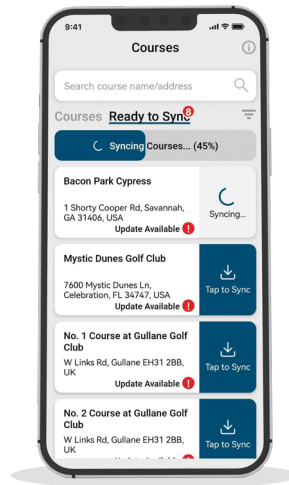 9:41
Courses
Search course name/address
Courses Ready to Sync 8
Syncing Courses... (45%)
Bacon Park Cypress
1 Shorty Cooper Rd, Savannah,
GA 31406, USA
Update Available !
Syncing...
Mystic Dunes Golf Club
7600 Mystic Dunes Ln,
Celebration, FL 34747, USA
Update Available !
Tap to Sync
No. 1 Course at Gullane Golf
Club
W Links Rd, Gullane EH31 2BB,
UK
Update Available !
Tap to Sync
No. 2 Course at Gullane Golf
Club
W Links Rd, Gullane EH31 2BB,
UK
Tap to Sync